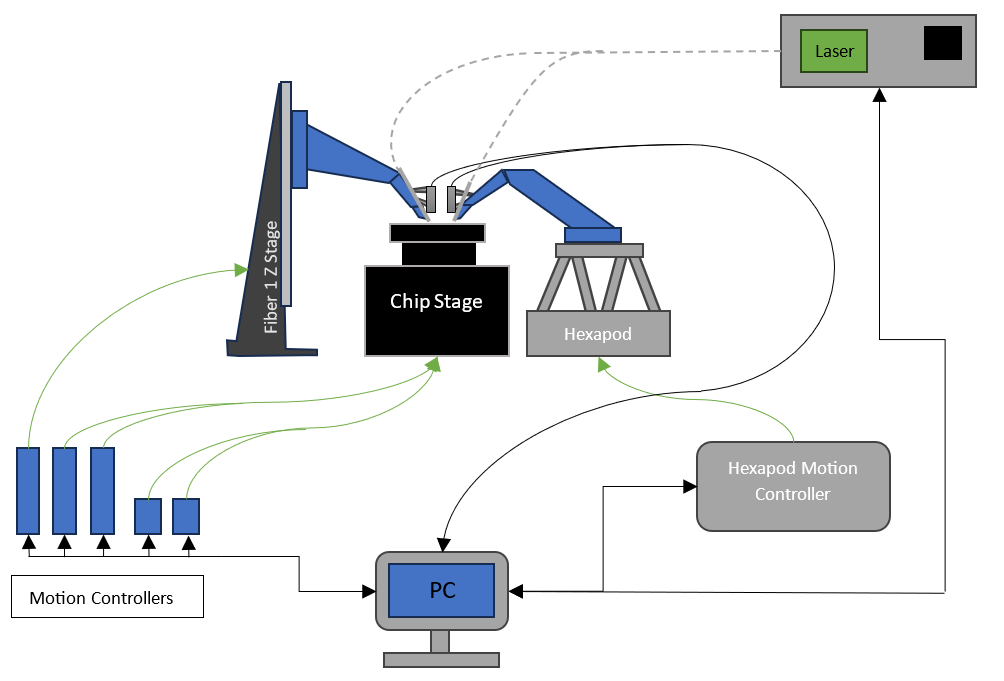 Laser
Fiber 1 Z Stage
Chip Stage
Hexapod
Hexapod Motion
Controller
Motion Controllers
PC